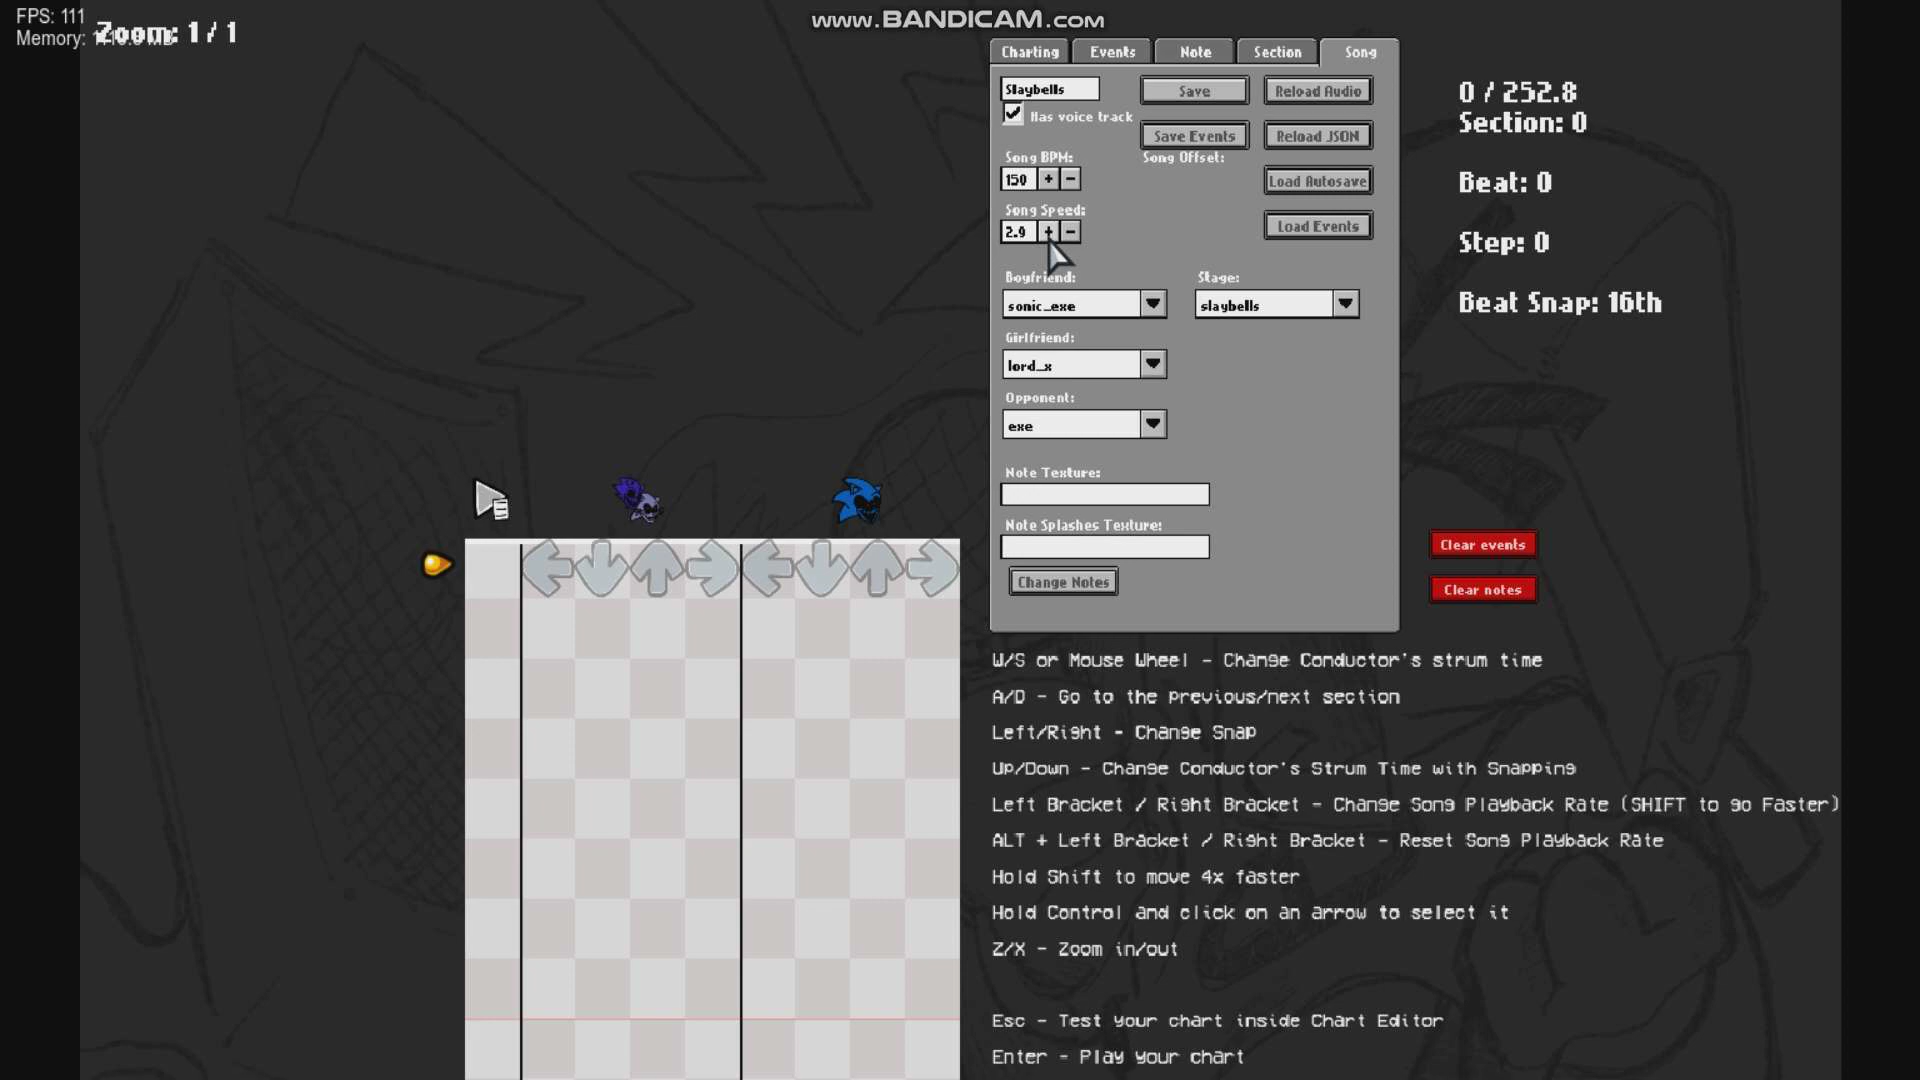 FPS: 111
Memory:
Zoom: 1 / 1
www.BANDICAM.com
Charting
Events
Note
Section
Song
Slaybells
Save
Reload Audio
Has voice track
Save Events
Reload JSON
Song BPM:
Song Offset:
150 + -
Load Autosave
Song Speed:
2.9 + -
Load Events
Boyfriend:
Stage:
sonic_exe
slaybells
Girlfriend:
lord_x
Opponent:
exe
Note Texture:
Note Splashes Texture:
Change Notes
0 / 252.8
Section: 0
Beat: 0
Step: 0
Beat Snap: 16th
Clear events
Clear notes
W/S or Mouse Wheel - Change Conductor's strum time
A/D - Go to the previous/next section
Left/Right - Change Snap
Up/Down - Change Conductor's Strum Time with Snapping
Left Bracket / Right Bracket - Change Song Playback Rate (SHIFT to go Faster)
ALT + Left Bracket / Right Bracket - Reset Song Playback Rate
Hold Shift to move 4x faster
Hold Control and click on an arrow to select it
Z/X - Zoom in/out
Esc - Test your chart inside Chart Editor
Enter - Play your chart